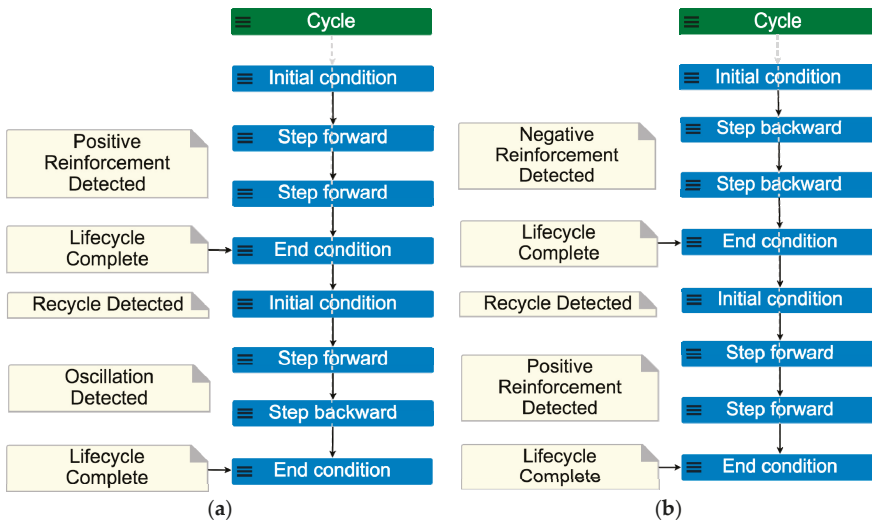 Cycle
Initial condition
Positive
Reinforcement
Detected
Step forward
Step forward
Lifecycle
Complete
End condition
Recycle Detected
Initial condition
Oscillation
Detected
Step forward
Step backward
Lifecycle
Complete
End condition
(a)
Cycle
Initial condition
Negative
Reinforcement
Detected
Step backward
Step backward
Lifecycle
Complete
End condition
Recycle Detected
Initial condition
Positive
Reinforcement
Detected
Step forward
Step forward
Lifecycle
Complete
End condition
(b)